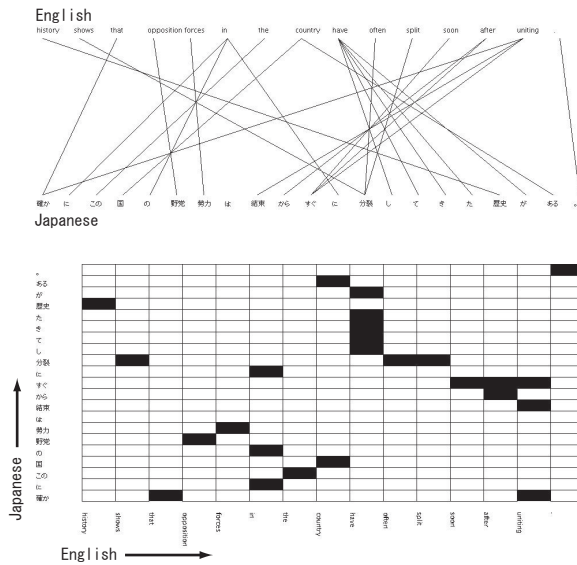 English
history shows that opposition forces in the country have often split soon after uniting .
確か に この 国 の 野党 勢力 は 結束 から すぐ に 分裂 し て き た 歴史 が ある 。
Japanese
。
ある
が
歴史
た
き
て
し
分裂
に
すぐ
から
結束
は
勢力
野党
の
国
この
に
確か
Japanese
history
shows
that
opposition
forces
in
the
country
have
often
split
soon
after
uniting
.
English